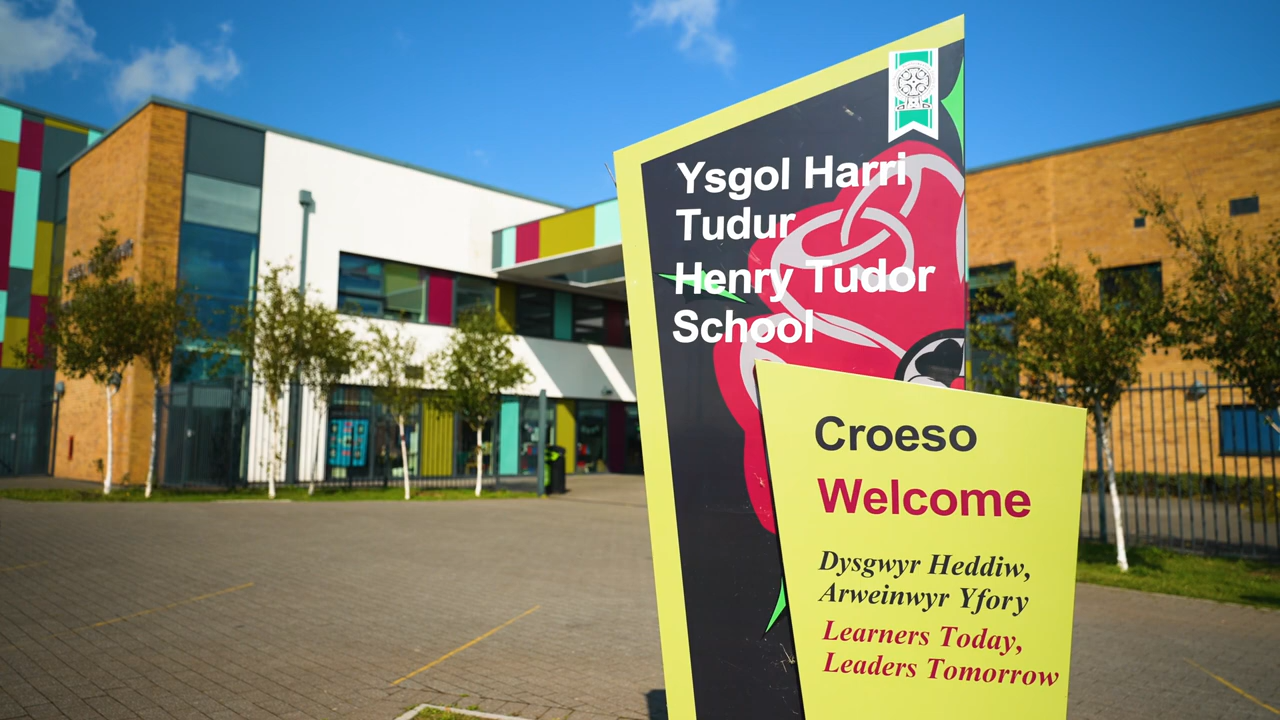 Ysgol Harri
Tudur
Henry Tudor
School
Croeso
Welcome
Dysgwyr Heddiw,
Arweinwyr Yfory
Learners Today,
Leaders Tomorrow